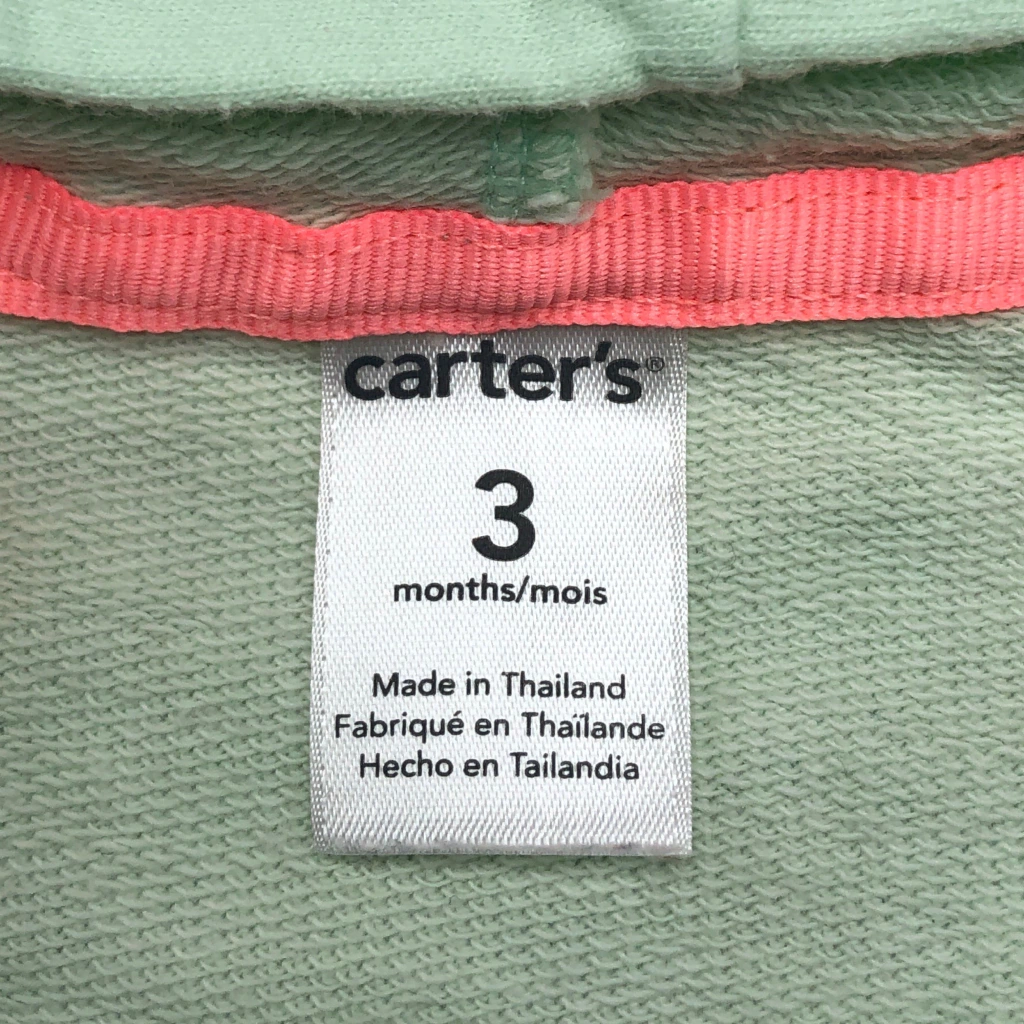 carter's®
3
months/mois
Made in Thailand
Fabriqué en Thaïlande
Hecho en Tailandia